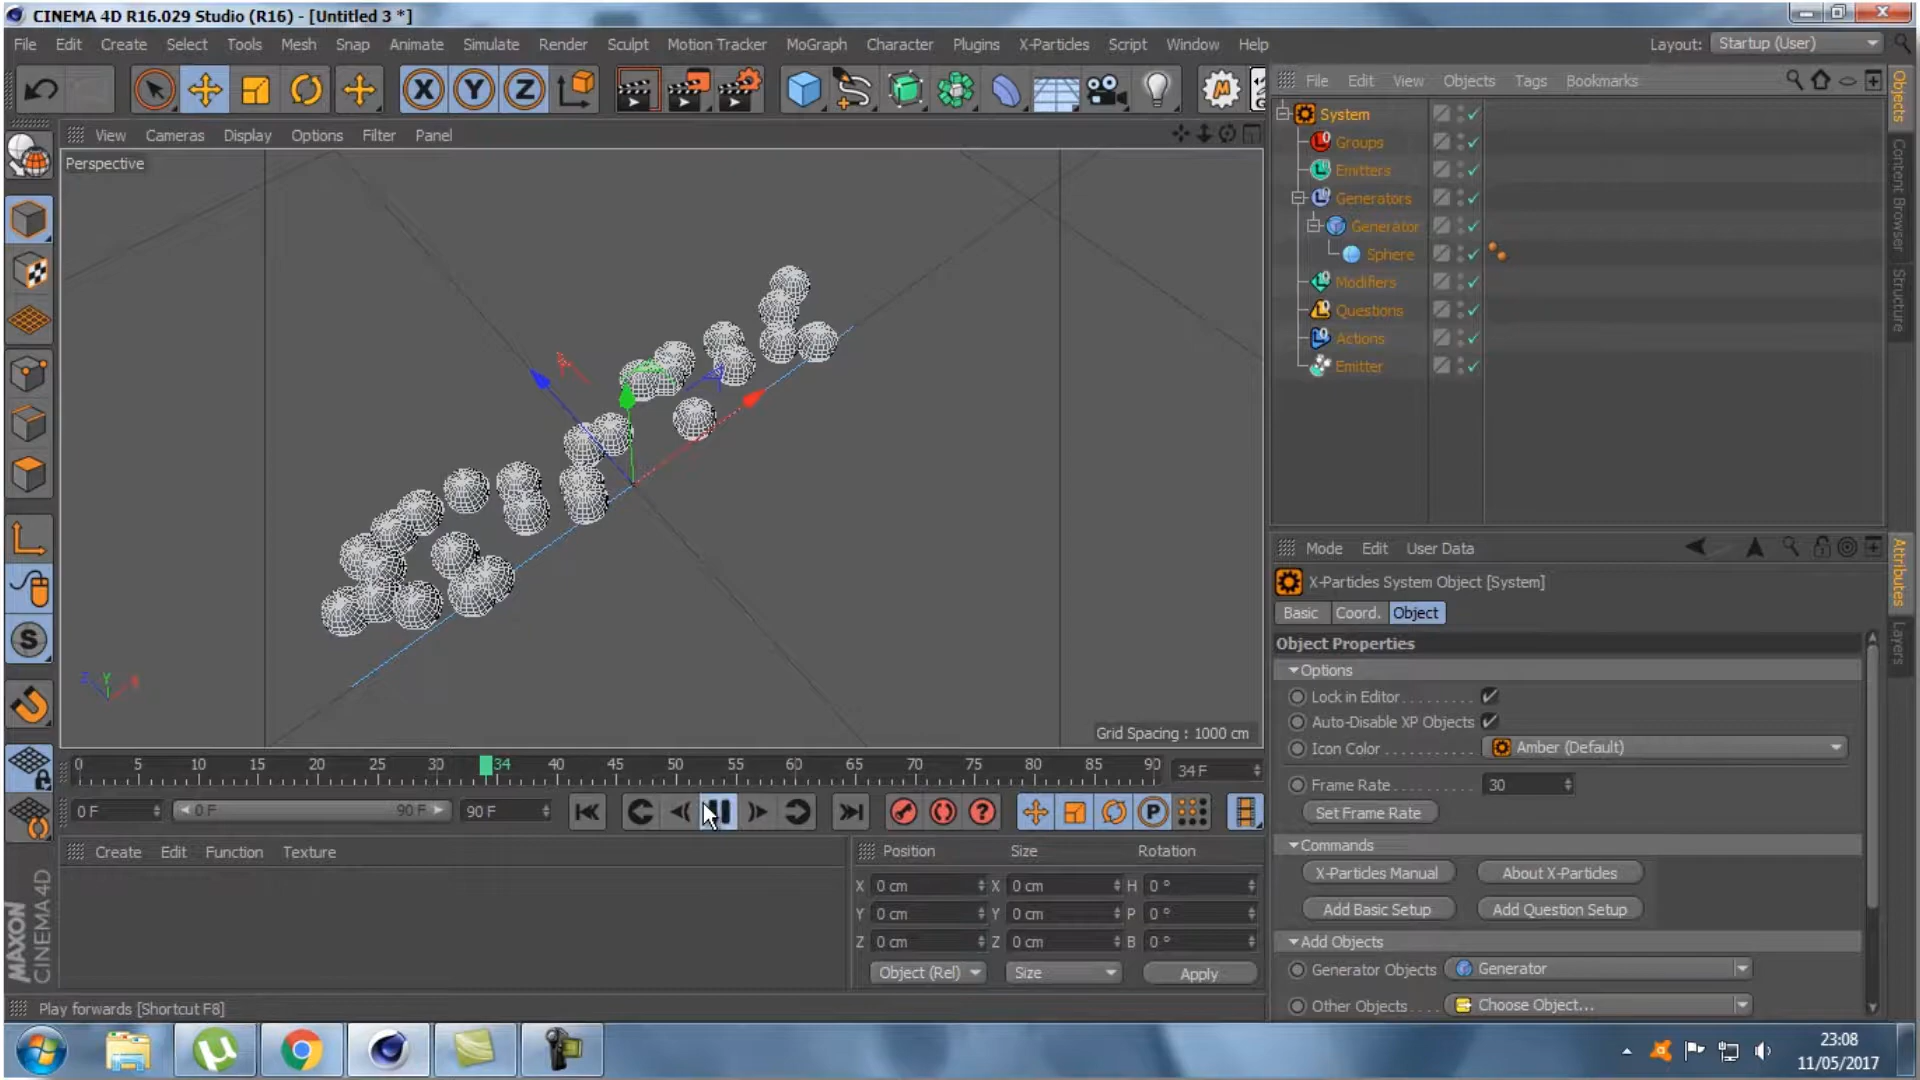 CINEMA 4D R16.029 Studio (R16) - [Untitled 3 *]
File Edit Create Select Tools Mesh Snap Animate Simulate Render Sculpt Motion Tracker MoGraph Character Plugins X-Particles Script Window Help
Layout: Startup (User)
X Y Z
File Edit View Objects Tags Bookmarks
View Cameras Display Options Filter Panel
Perspective
System
Groups
Emitters
Generators
Generator
Sphere
Modifiers
Questions
Actions
Emitter
Objects
Content Browser
Structure
Z Y
Grid Spacing : 1000 cm
Mode Edit User Data
X-Particles System Object [System]
Basic Coord. Object
Object Properties
Options
Lock in Editor
Auto-Disable XP Objects
Icon Color Amber (Default)
Frame Rate 30
Set Frame Rate
Commands
X-Particles Manual About X-Particles
Add Basic Setup Add Question Setup
Add Objects
Generator Objects Generator
Other Objects Choose Object...
Attributes
Layers
0 5 10 15 20 25 30 34 40 45 50 55 60 65 70 75 80 85 90 34 F
0 F 0 F 90 F 90 F
P
S
Create Edit Function Texture
Position Size Rotation
X 0 cm X 0 cm H 0 °
Y 0 cm Y 0 cm P 0 °
Z 0 cm Z 0 cm B 0 °
Object (Rel) Size Apply
MAXON
CINEMA 4D
Play forwards [Shortcut F8]
23:08
11/05/2017